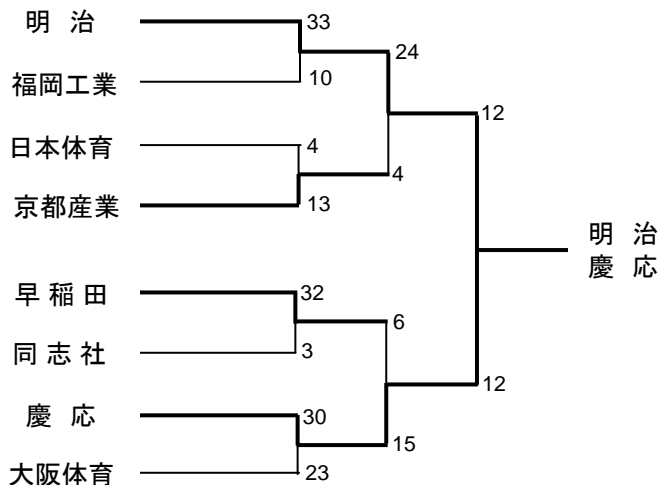 明 治
33
24
福岡工業
10
12
日本体育
4
4
京都産業
13
明 治
慶 応
早 稲 田
32
6
同 志 社
3
12
慶 応
30
15
大阪体育
23